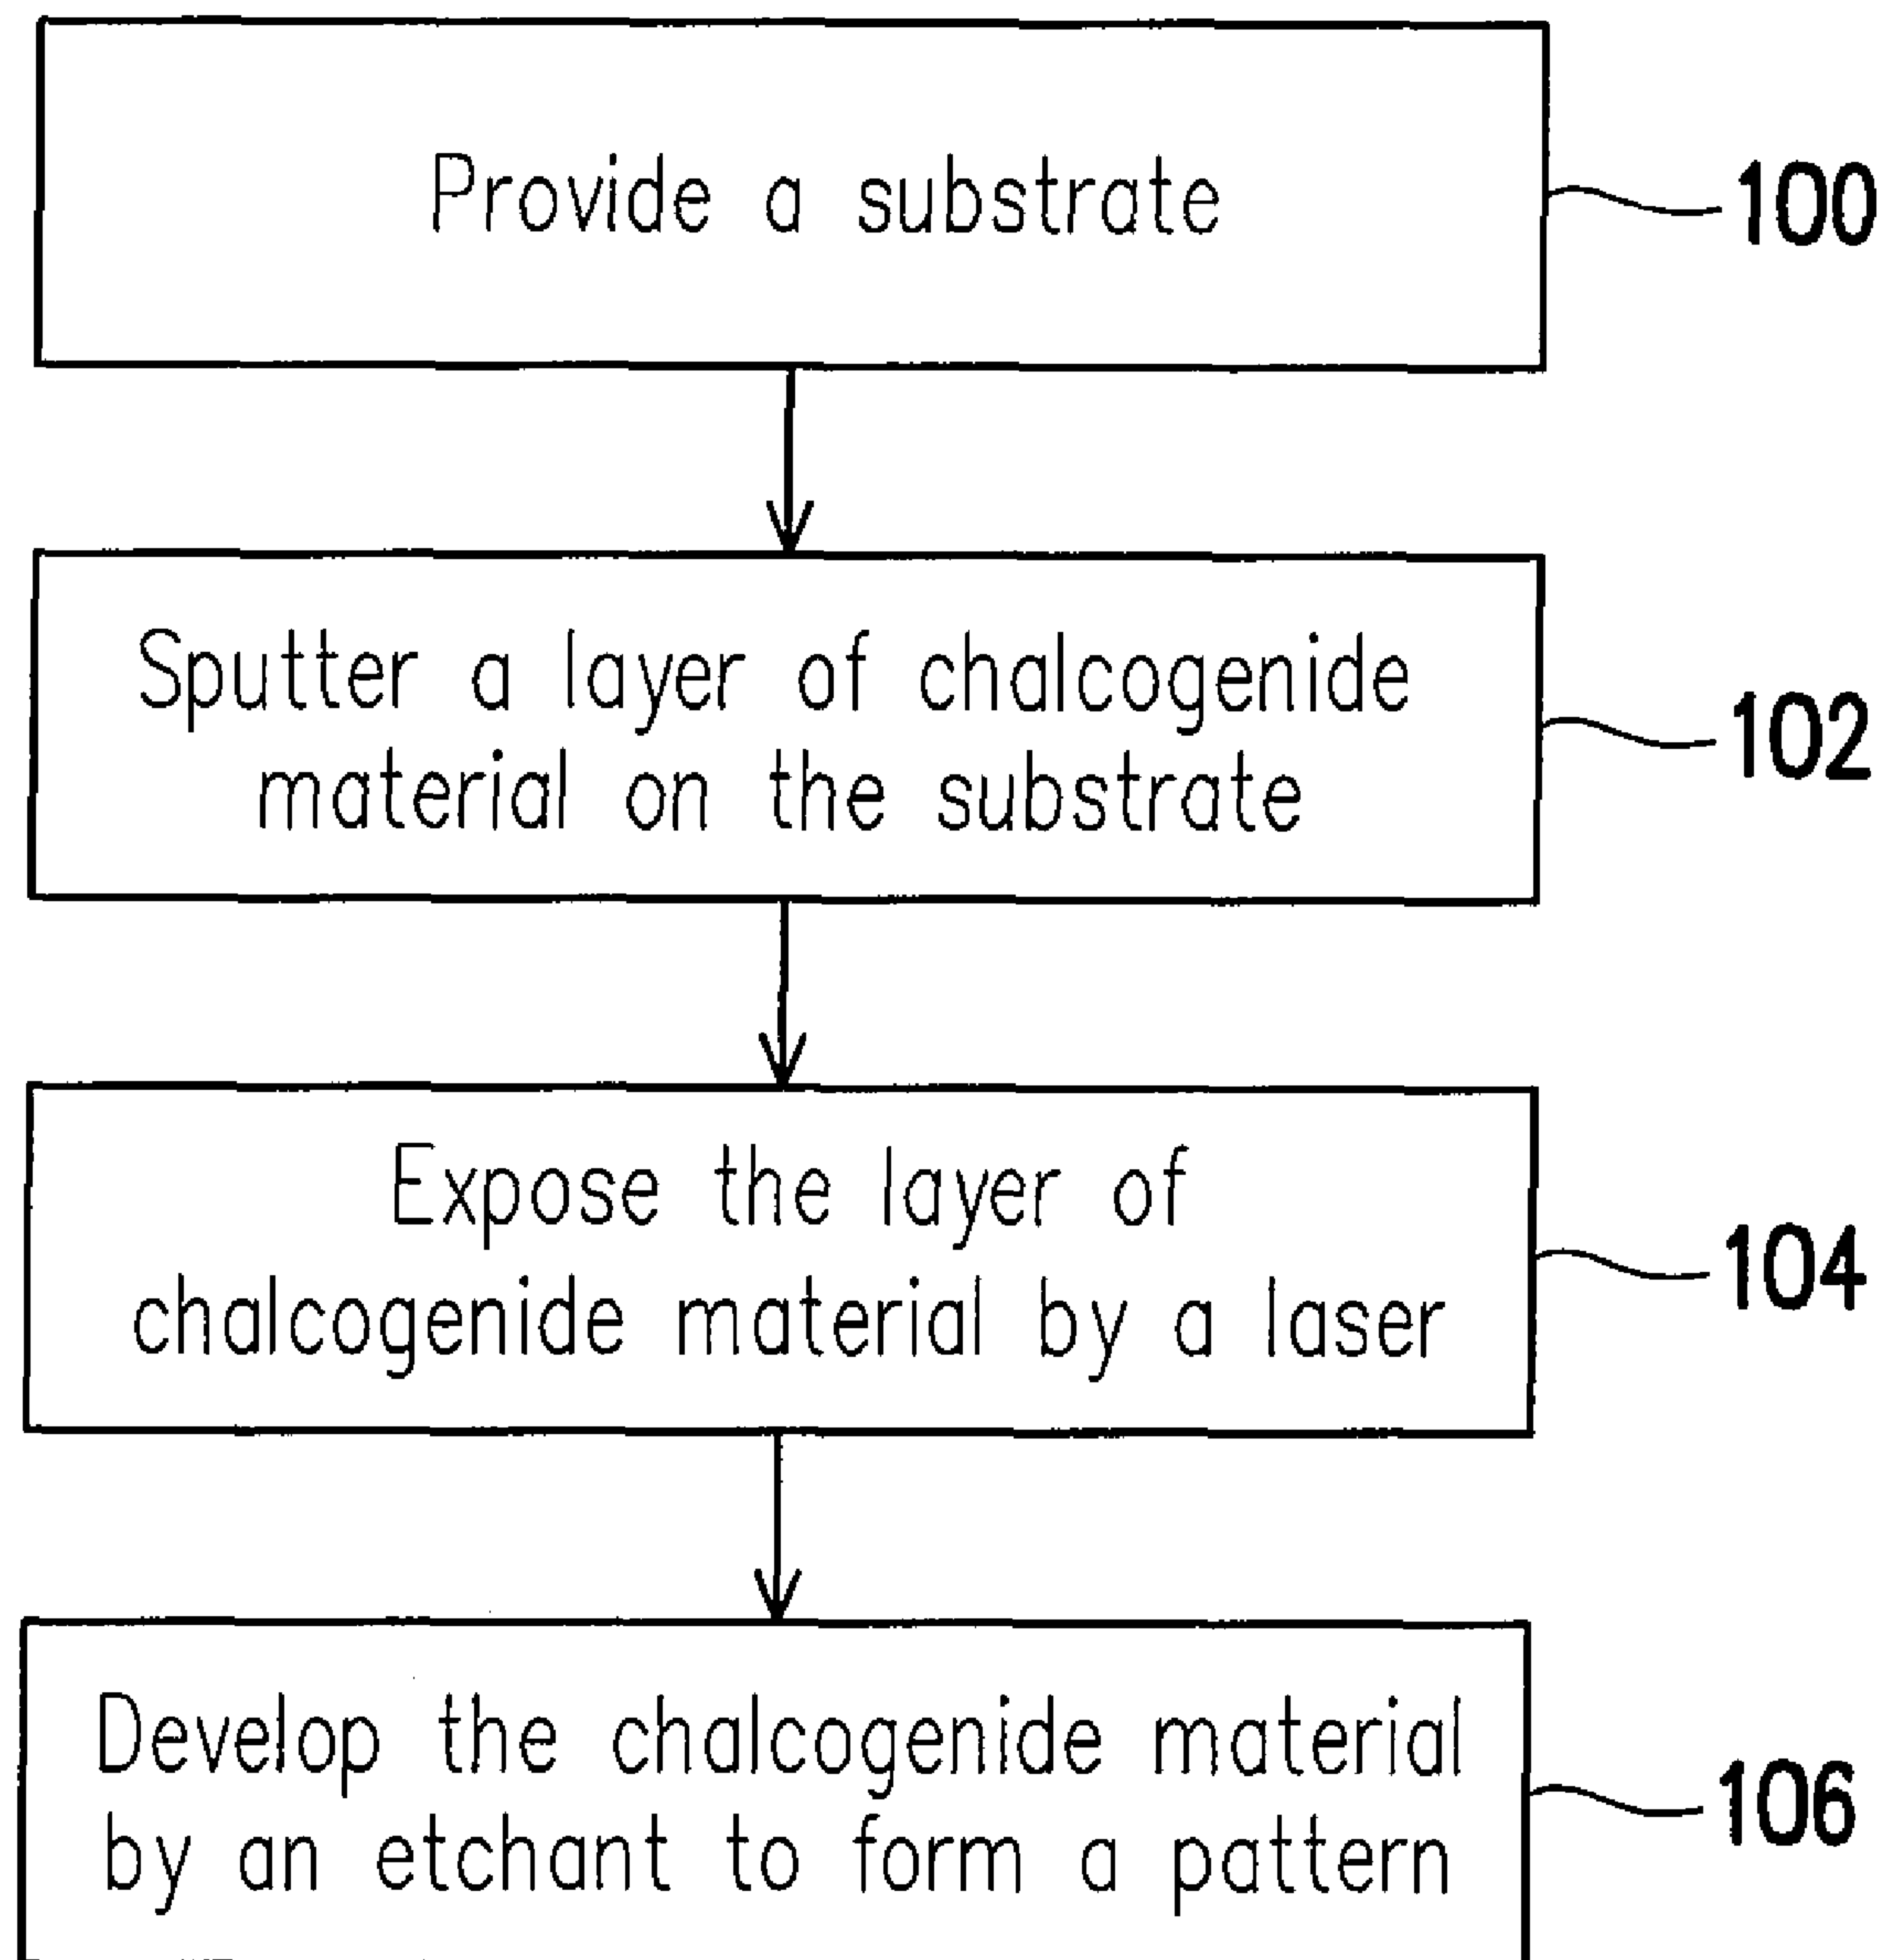 Provide a substrate
100
Sputter a layer of chalcogenide
material on the substrate
102
Expose the layer of
chalcogenide material by a laser
104
Develop the chalcogenide material
by an etchant to form a pattern
106